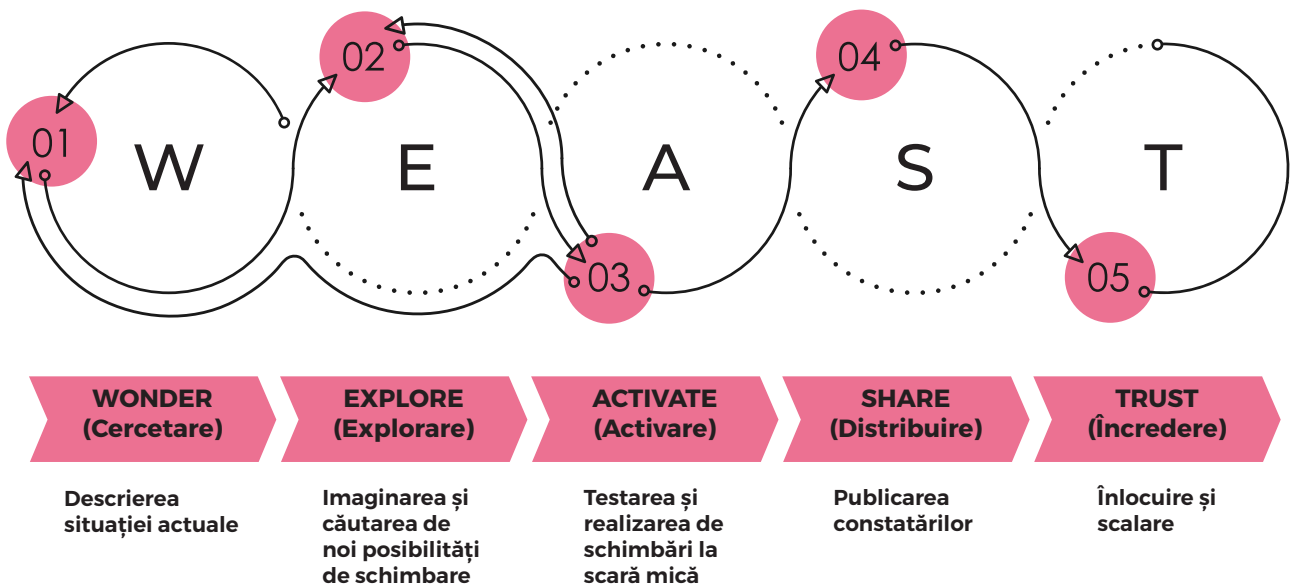 01
02
03
04
05
W
E
A
S
T
WONDER
(Cercetare)
EXPLORE
(Explorare)
ACTIVATE
(Activare)
SHARE
(Distribuire)
TRUST
(Încredere)
Descrierea
situației actuale
Imaginarea și
căutarea de
noi posibilități
de schimbare
Testarea și
realizarea de
schimbări la
scară mică
Publicarea
constatărilor
Înlocuire și
scalare